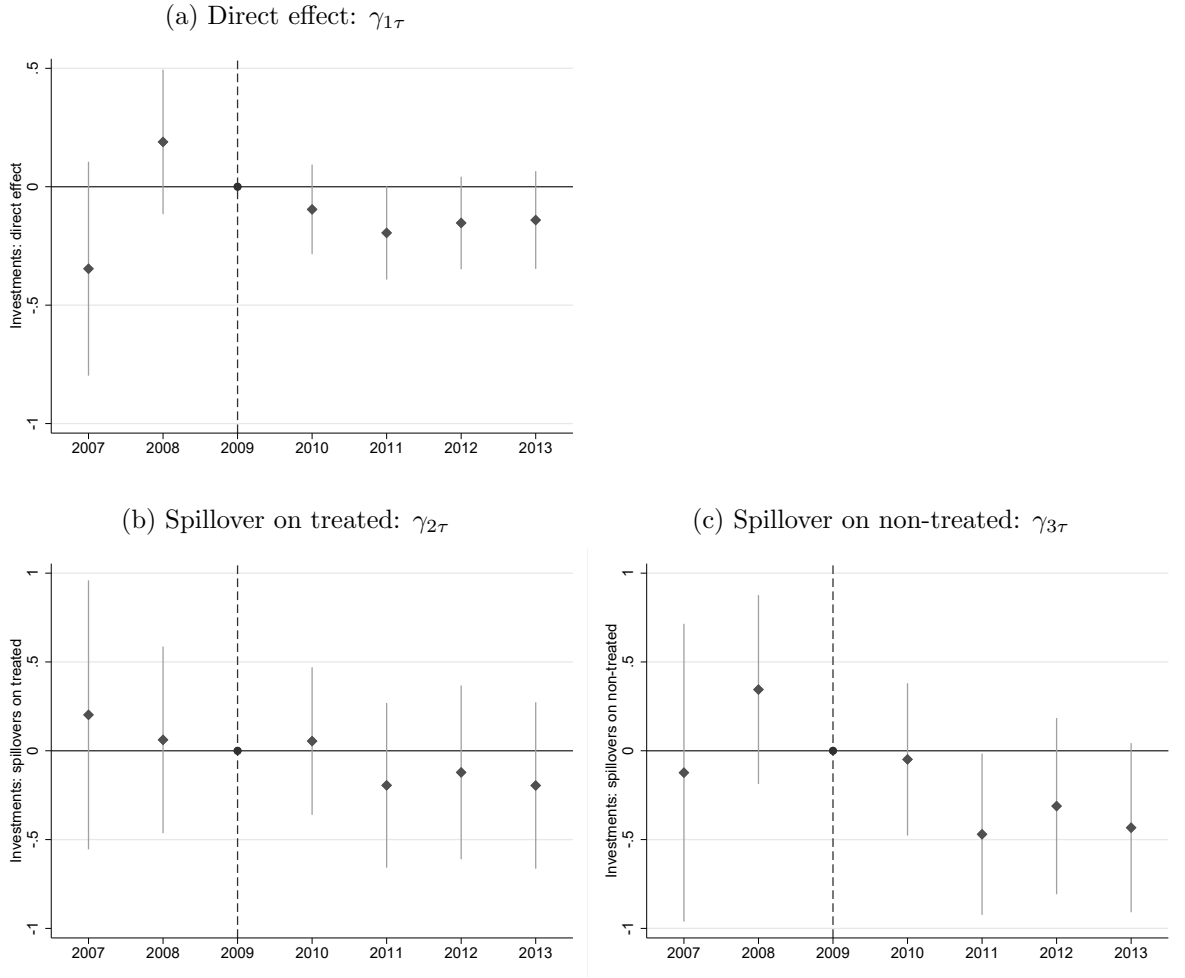 (a) Direct effect: γ1τ
Investments: direct effect
.5
0
-.5
-1
2007 2008 2009 2010 2011 2012 2013
(b) Spillover on treated: γ2τ
Investments: spillovers on treated
1
.5
0
-.5
-1
2007 2008 2009 2010 2011 2012 2013
(c) Spillover on non-treated: γ3τ
Investments: spillovers on non-treated
1
.5
0
-.5
-1
2007 2008 2009 2010 2011 2012 2013